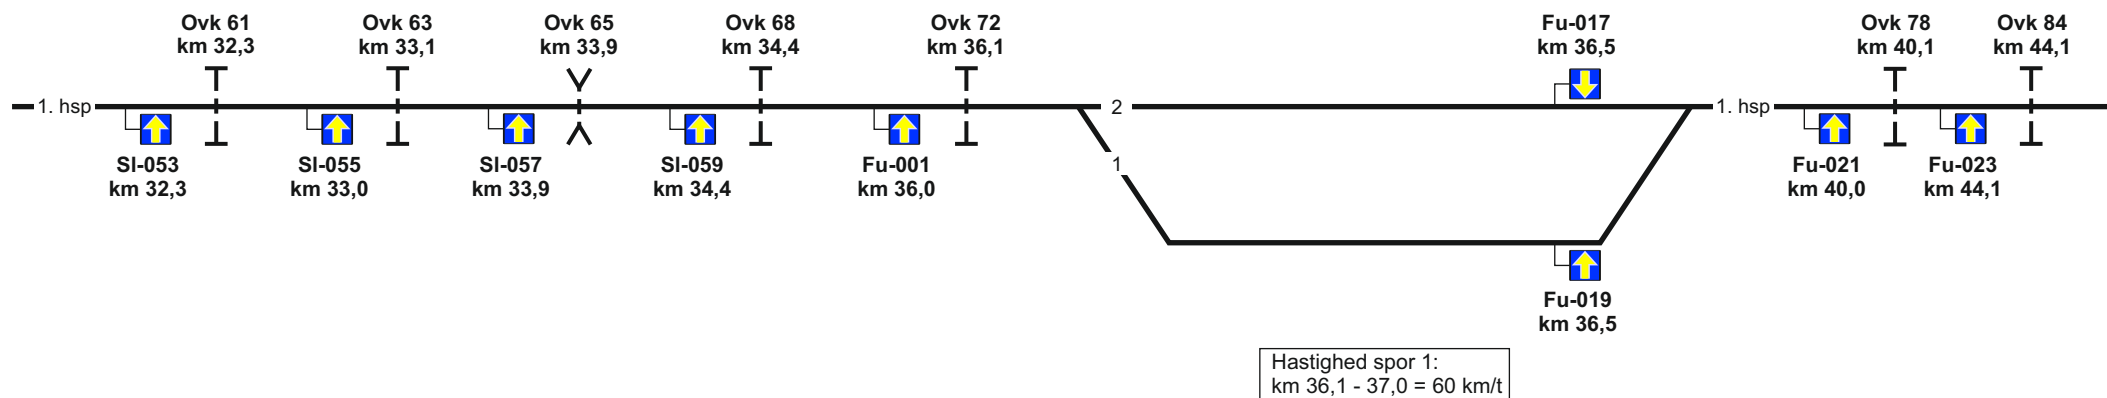 Ovk 61
km 32,3
Ovk 63
km 33,1
Ovk 65
km 33,9
Ovk 68
km 34,4
Ovk 72
km 36,1
Fu-017
km 36,5
Ovk 78
km 40,1
Ovk 84
km 44,1
1. hsp
2
1. hsp
1
Sl-053
km 32,3
Sl-055
km 33,0
Sl-057
km 33,9
Sl-059
km 34,4
Fu-001
km 36,0
Fu-021
km 40,0
Fu-023
km 44,1
Fu-019
km 36,5
Hastighed spor 1:
km 36,1 - 37,0 = 60 km/t